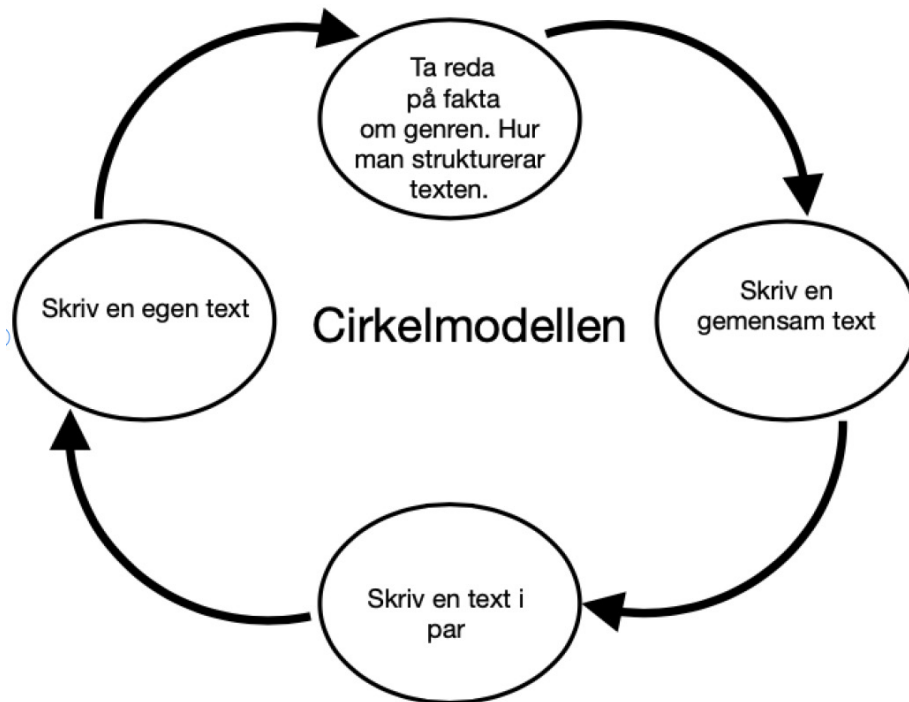 Ta reda
på fakta
om genren. Hur
man strukturerar
texten.
Skriv en egen text
Cirkelmodellen
Skriv en
gemensam text
Skriv en text i
par